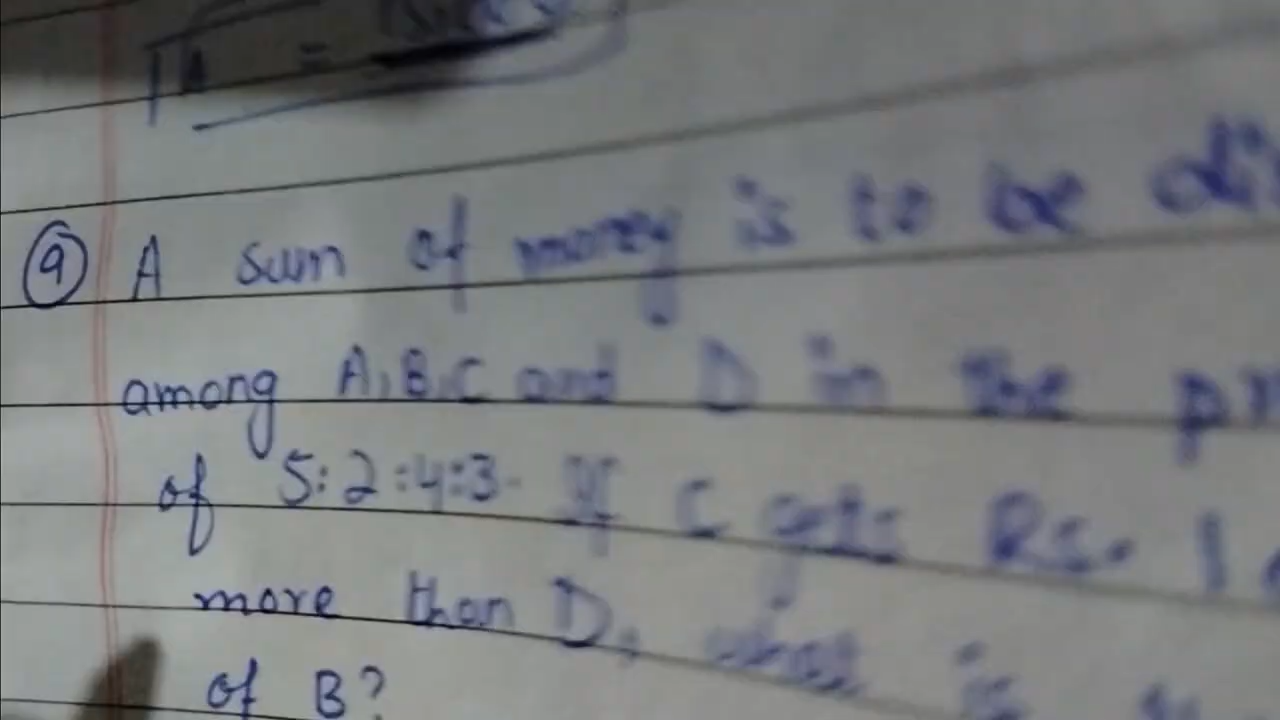 ⑨ A sum of money is to be
among A, B, C and D in the
of 5:2:4:3. If C gets Rs. 1
more than D, what is
of B?